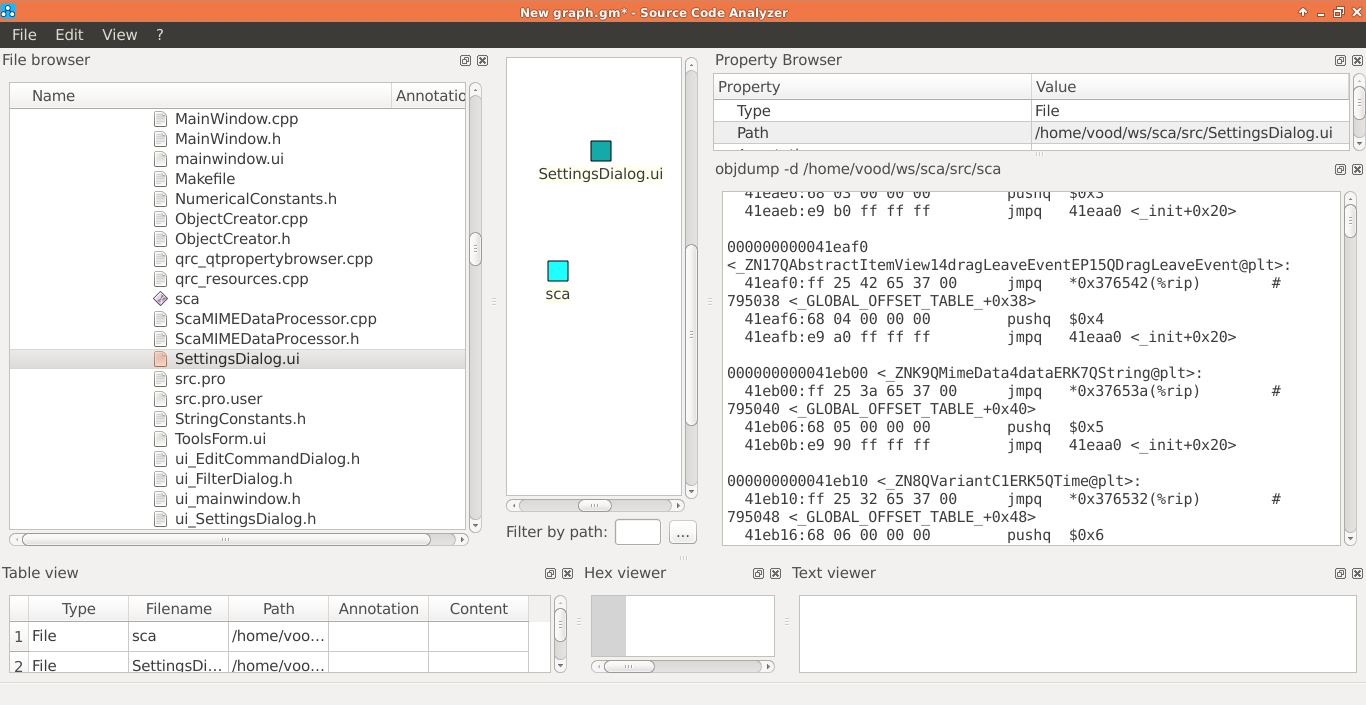 New graph.gm* - Source Code Analyzer
File Edit View ?
File browser
Name Annotatio
MainWindow.cpp
MainWindow.h
mainwindow.ui
Makefile
NumericalConstants.h
ObjectCreator.cpp
ObjectCreator.h
qrc_qtpropertybrowser.cpp
qrc_resources.cpp
sca
ScaMIMEDataProcessor.cpp
ScaMIMEDataProcessor.h
SettingsDialog.ui
src.pro
src.pro.user
StringConstants.h
ToolsForm.ui
ui_EditCommandDialog.h
ui_FilterDialog.h
ui_mainwindow.h
ui_SettingsDialog.h
SettingsDialog.ui
sca
Filter by path: ...
Property Browser
Property Value
Type File
Path /home/vood/ws/sca/src/SettingsDialog.ui
objdump -d /home/vood/ws/sca/src/sca
41eae6:68 03 00 00 00 pushq $0x3
41eaeb:e9 b0 ff ff ff jmpq 41eaa0 <_init+0x20>
000000000041eaf0
<_ZN17QAbstractItemView14dragLeaveEventEP15QDragLeaveEvent@plt>:
41eaf0:ff 25 42 65 37 00 jmpq *0x376542(%rip) #
795038 <_GLOBAL_OFFSET_TABLE_+0x38>
41eaf6:68 04 00 00 00 pushq $0x4
41eafb:e9 a0 ff ff ff jmpq 41eaa0 <_init+0x20>
000000000041eb00 <_ZNK9QMimeData4dataERK7QString@plt>:
41eb00:ff 25 3a 65 37 00 jmpq *0x37653a(%rip) #
795040 <_GLOBAL_OFFSET_TABLE_+0x40>
41eb06:68 05 00 00 00 pushq $0x5
41eb0b:e9 90 ff ff ff jmpq 41eaa0 <_init+0x20>
000000000041eb10 <_ZN8QVariantC1ERK5QTime@plt>:
41eb10:ff 25 32 65 37 00 jmpq *0x376532(%rip) #
795048 <_GLOBAL_OFFSET_TABLE_+0x48>
41eb16:68 06 00 00 00 pushq $0x6
Table view
Type Filename Path Annotation Content
1 File sca /home/voo...
2 File SettingsDi... /home/voo...
Hex viewer
Text viewer